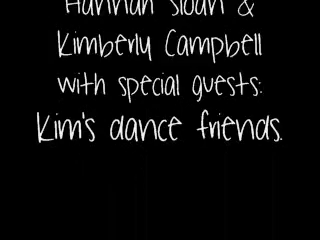 Hannah Sloan &
Kimberly Campbell
with special guests:
Kim's dance friends.